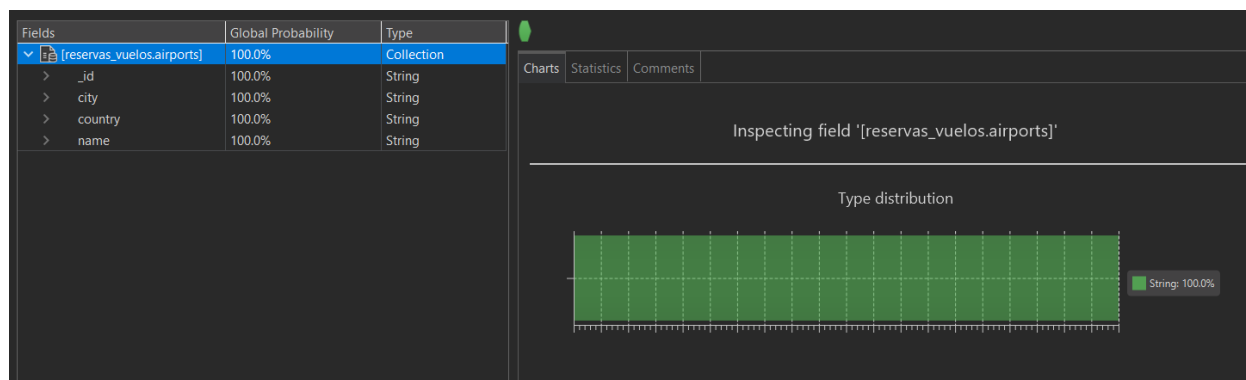 Fields Global Probability Type
[reservas_vuelos.airports] 100.0% Collection
_id 100.0% String
city 100.0% String
country 100.0% String
name 100.0% String
Charts Statistics Comments
Inspecting field '[reservas_vuelos.airports]'
Type distribution
String: 100.0%